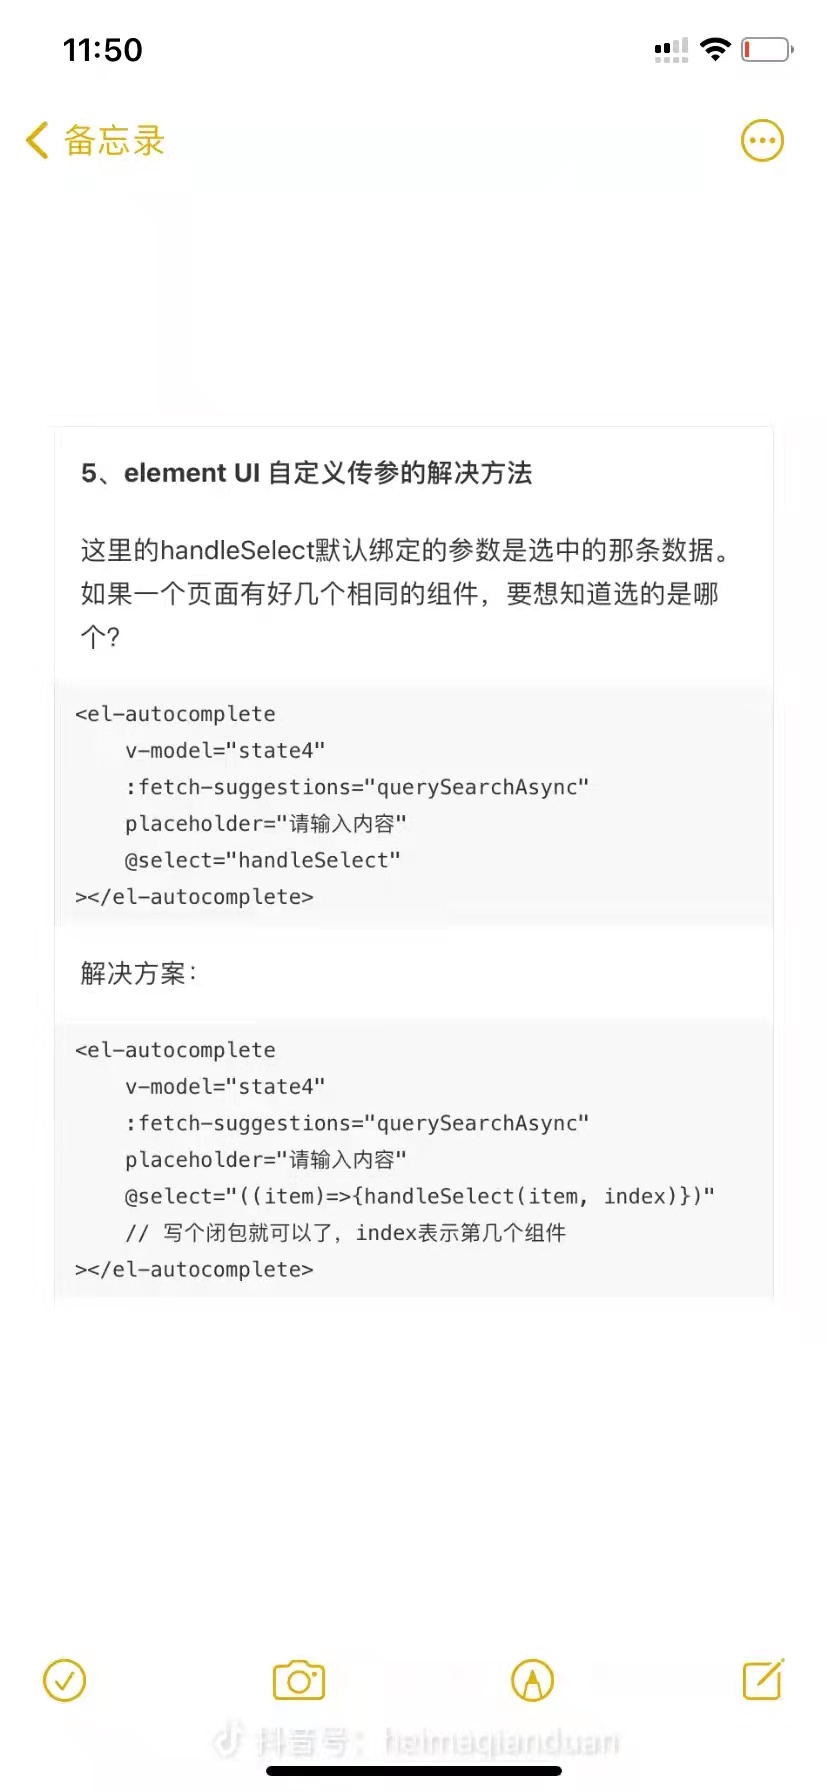 11:50
备忘录
5、element UI 自定义传参的解决方法
这里的handleSelect默认绑定的参数是选中的那条数据。
如果一个页面有好几个相同的组件，要想知道选的是哪
个?
<el-autocomplete
    v-model="state4"
    :fetch-suggestions="querySearchAsync"
    placeholder="请输入内容"
    @select="handleSelect"
></el-autocomplete>
解决方案：
<el-autocomplete
    v-model="state4"
    :fetch-suggestions="querySearchAsync"
    placeholder="请输入内容"
    @select="((item)=>{handleSelect(item, index)})"
    // 写个闭包就可以了，index表示第几个组件
></el-autocomplete>
抖音号：heimaqianduan